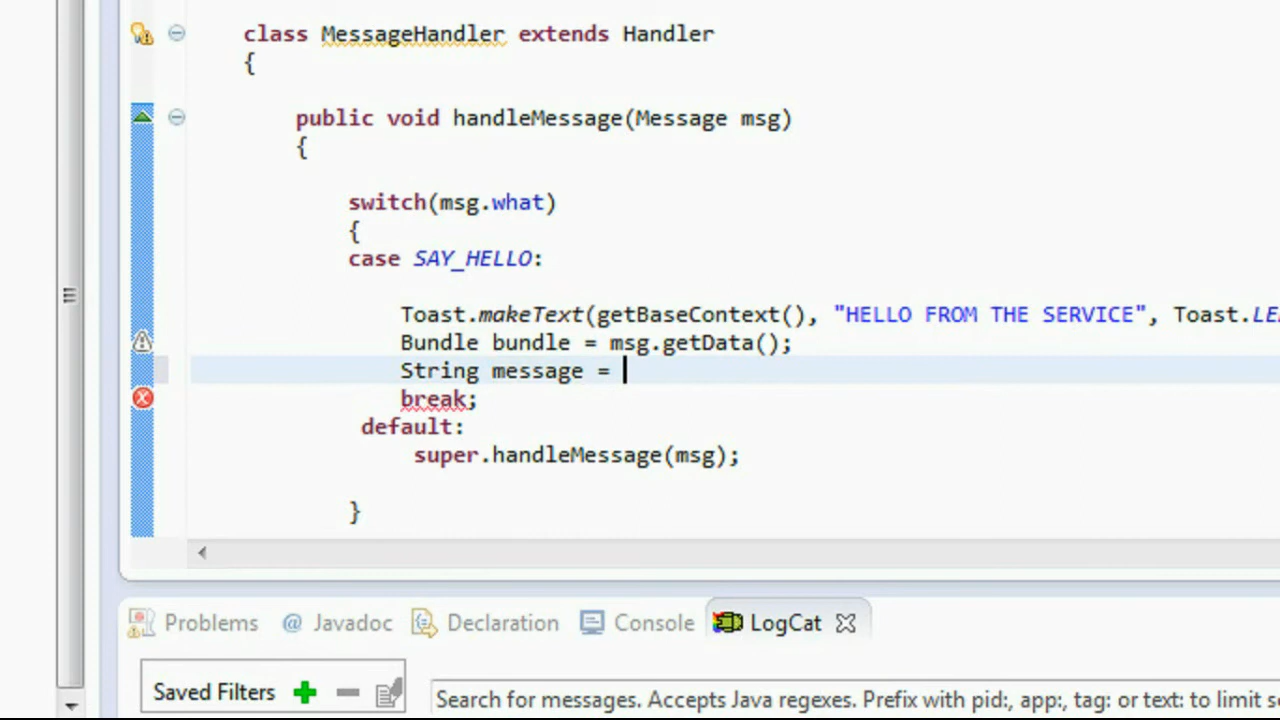 class MessageHandler extends Handler
{
public void handleMessage(Message msg)
{
switch(msg.what)
{
case SAY_HELLO:
Toast.makeText(getBaseContext(), "HELLO FROM THE SERVICE", Toast.LE
Bundle bundle = msg.getData();
String message =
break;
default:
super.handleMessage(msg);
}
Problems @ Javadoc Declaration Console LogCat
Saved Filters
Search for messages. Accepts Java regexes. Prefix with pid:, app:, tag: or text: to limit s